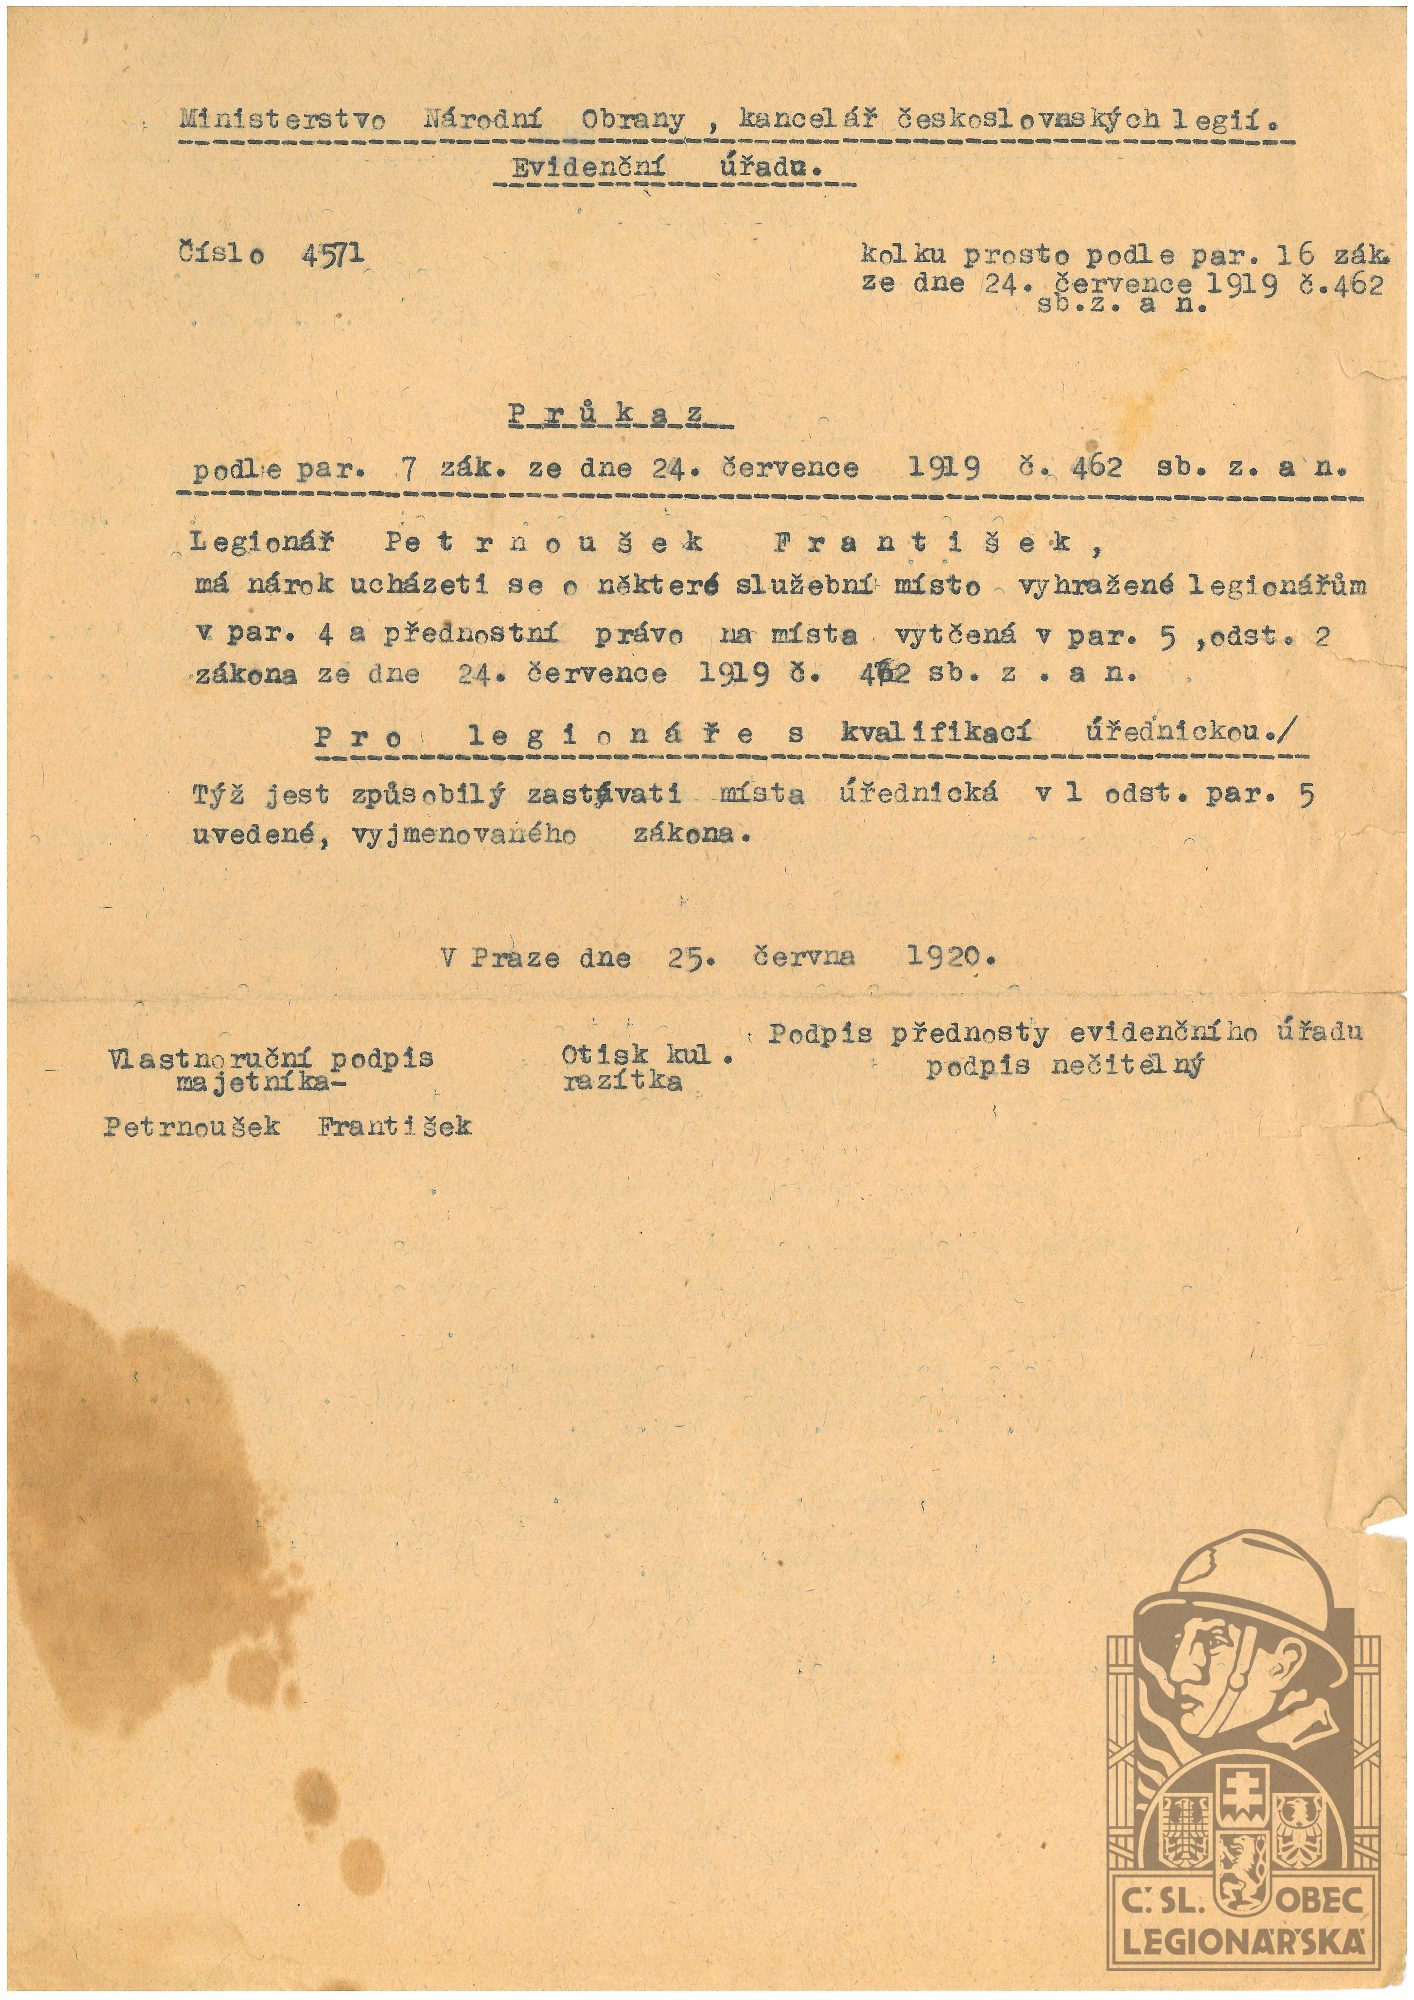 Ministerstvo Národní Obrany, kancelář československých legií.
Evidenční úřadu.
Číslo 4571
kolku prosto podle par. 16 zák.
ze dne 24. července 1919 č.462
sb.z. a n.
Průkaz
podle par. 7 zák. ze dne 24. července 1919 č. 462 sb. z. a n.
Legionář Petrnoušek František,
má nárok ucházeti se o některé služební místo vyhražené legionářům
v par. 4 a přednostní právo na místa vytčená v par. 5 ,odst. 2
zákona ze dne 24. července 1919 č. 462 sb. z . a n.
Pro legionáře s kvalifikací úřednickou./
Týž jest způsobilý zastávati místa úřednická v 1 odst. par. 5
uvedené, vyjmenovaného zákona.
V Praze dne 25. června 1920.
Vlastnoruční podpis
majetníka-
Petrnoušek František
Otisk kul.
razítka
Podpis přednosty evidenčního úřadu
podpis nečitelný
Č.SL. OBEC
LEGIONÁŘSKÁ